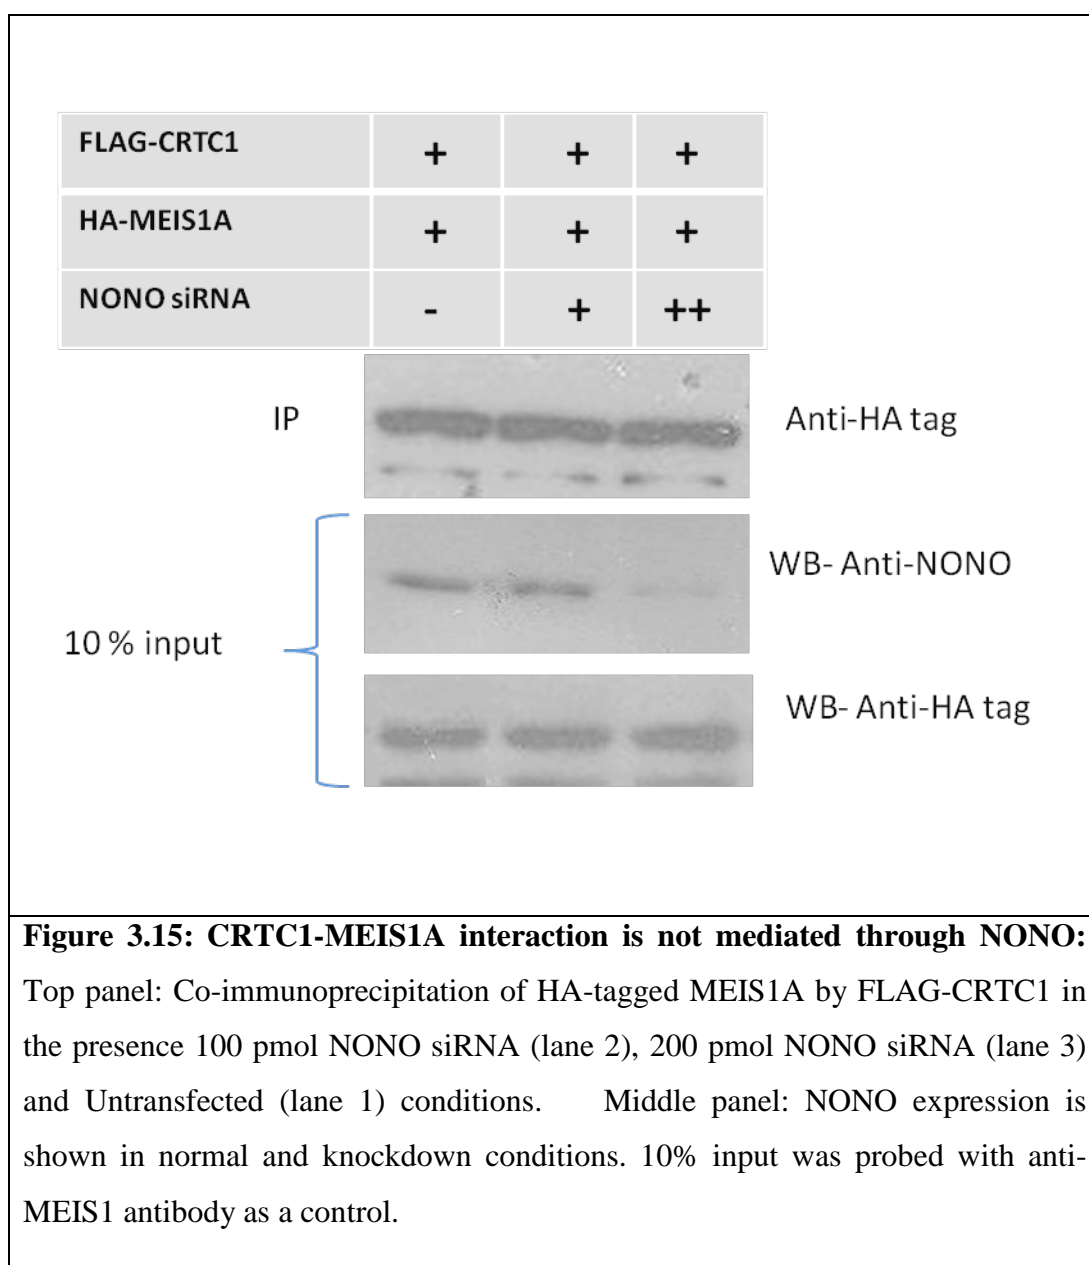 FLAG-CRTC1 + + +
HA-MEIS1A + + +
NONO siRNA - + ++
IP Anti-HA tag
WB- Anti-NONO
10 % input
WB- Anti-HA tag
Figure 3.15: CRTC1-MEIS1A interaction is not mediated through NONO:
Top panel: Co-immunoprecipitation of HA-tagged MEIS1A by FLAG-CRTC1 in
the presence 100 pmol NONO siRNA (lane 2), 200 pmol NONO siRNA (lane 3)
and Untransfected (lane 1) conditions. Middle panel: NONO expression is
shown in normal and knockdown conditions. 10% input was probed with anti-
MEIS1 antibody as a control.